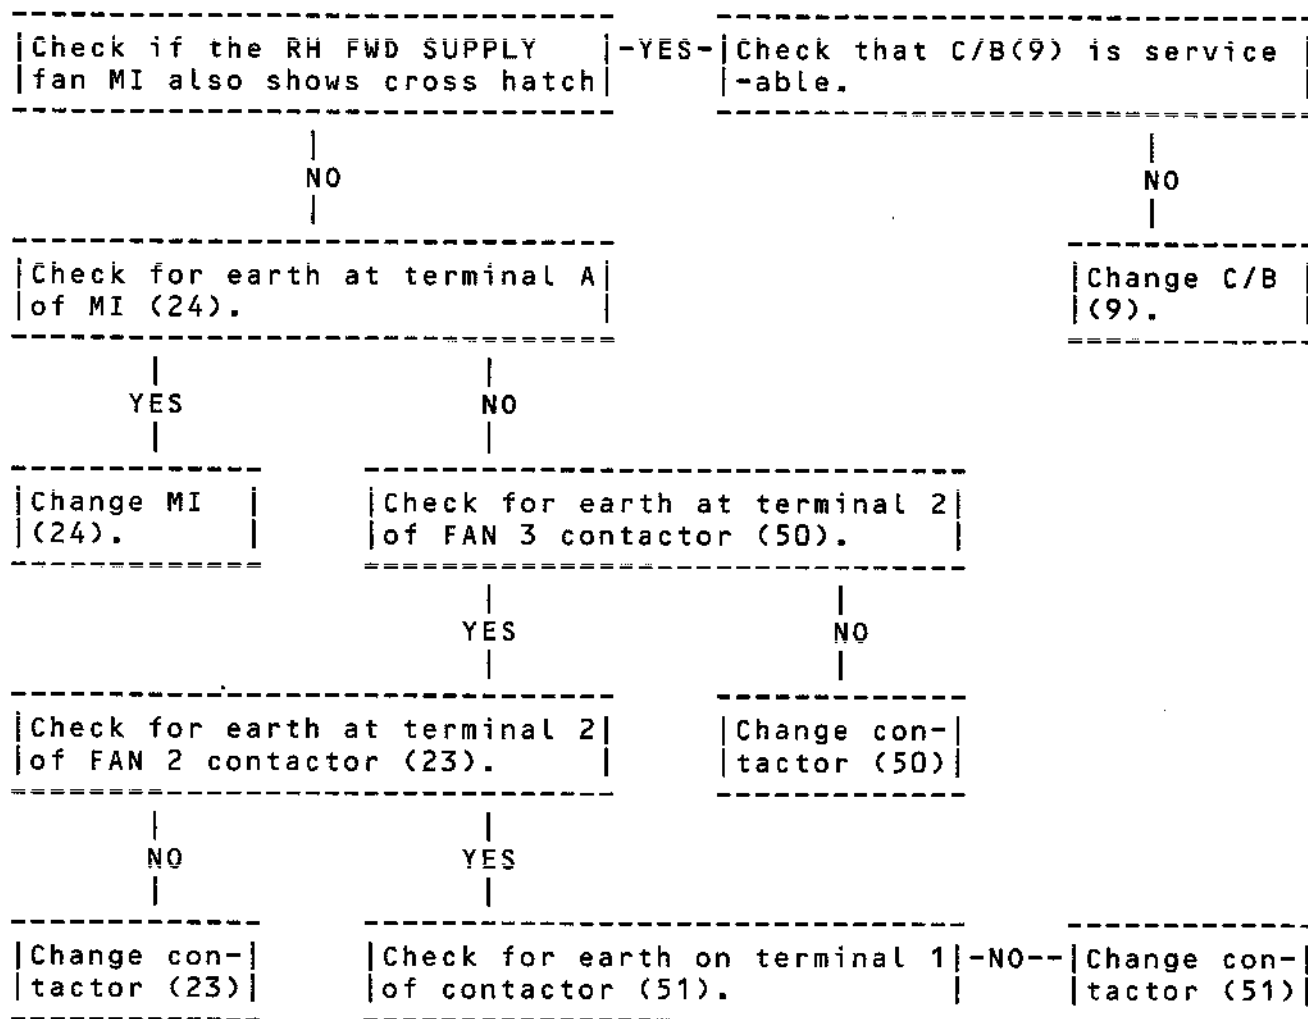 Check if the RH FWD SUPPLY -YES- Check that C/B(9) is service
fan MI also shows cross hatch -able.
NO NO
Check for earth at terminal A Change C/B
of MI (24). (9).
YES NO
Change MI Check for earth at terminal 2
(24). of FAN 3 contactor (50).
YES NO
Check for earth at terminal 2 Change con-
of FAN 2 contactor (23). tactor (50)
NO YES
Change con- Check for earth on terminal 1 -NO-- Change con-
tactor (23) of contactor (51). tactor (51)